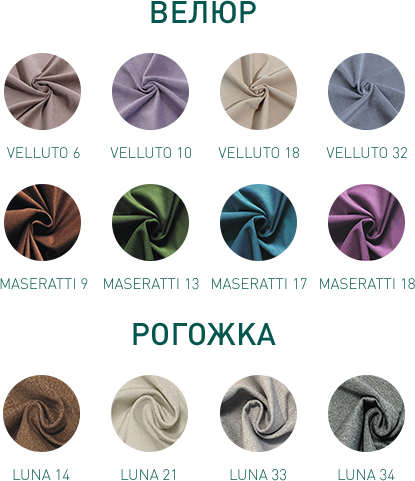 ВЕЛЮР
VELLUTO 6 VELLUTO 10 VELLUTO 18 VELLUTO 32
MASERATTI 9 MASERATTI 13 MASERATTI 17 MASERATTI 18
РОГОЖКА
LUNA 14 LUNA 21 LUNA 33 LUNA 34